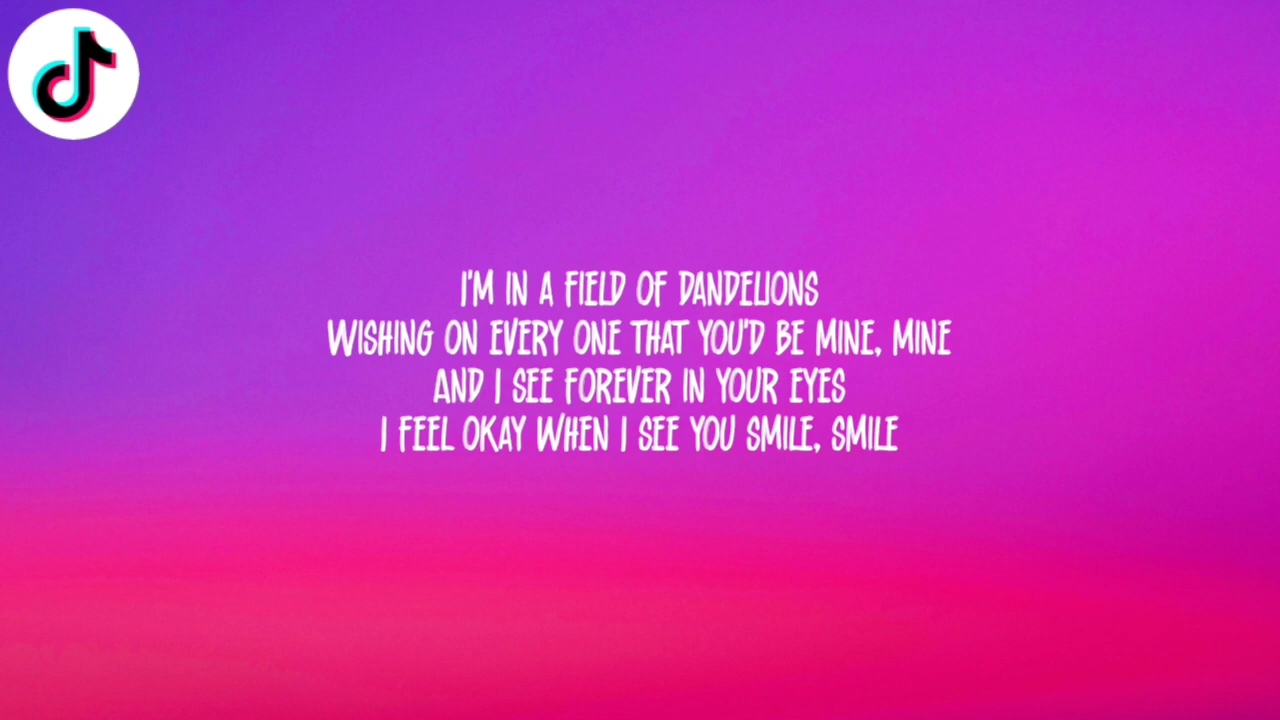 I'M IN A FIELD OF DANDELIONS
WISHING ON EVERY ONE THAT YOU'D BE MINE, MINE
AND I SEE FOREVER IN YOUR EYES
I FEEL OKAY WHEN I SEE YOU SMILE, SMILE